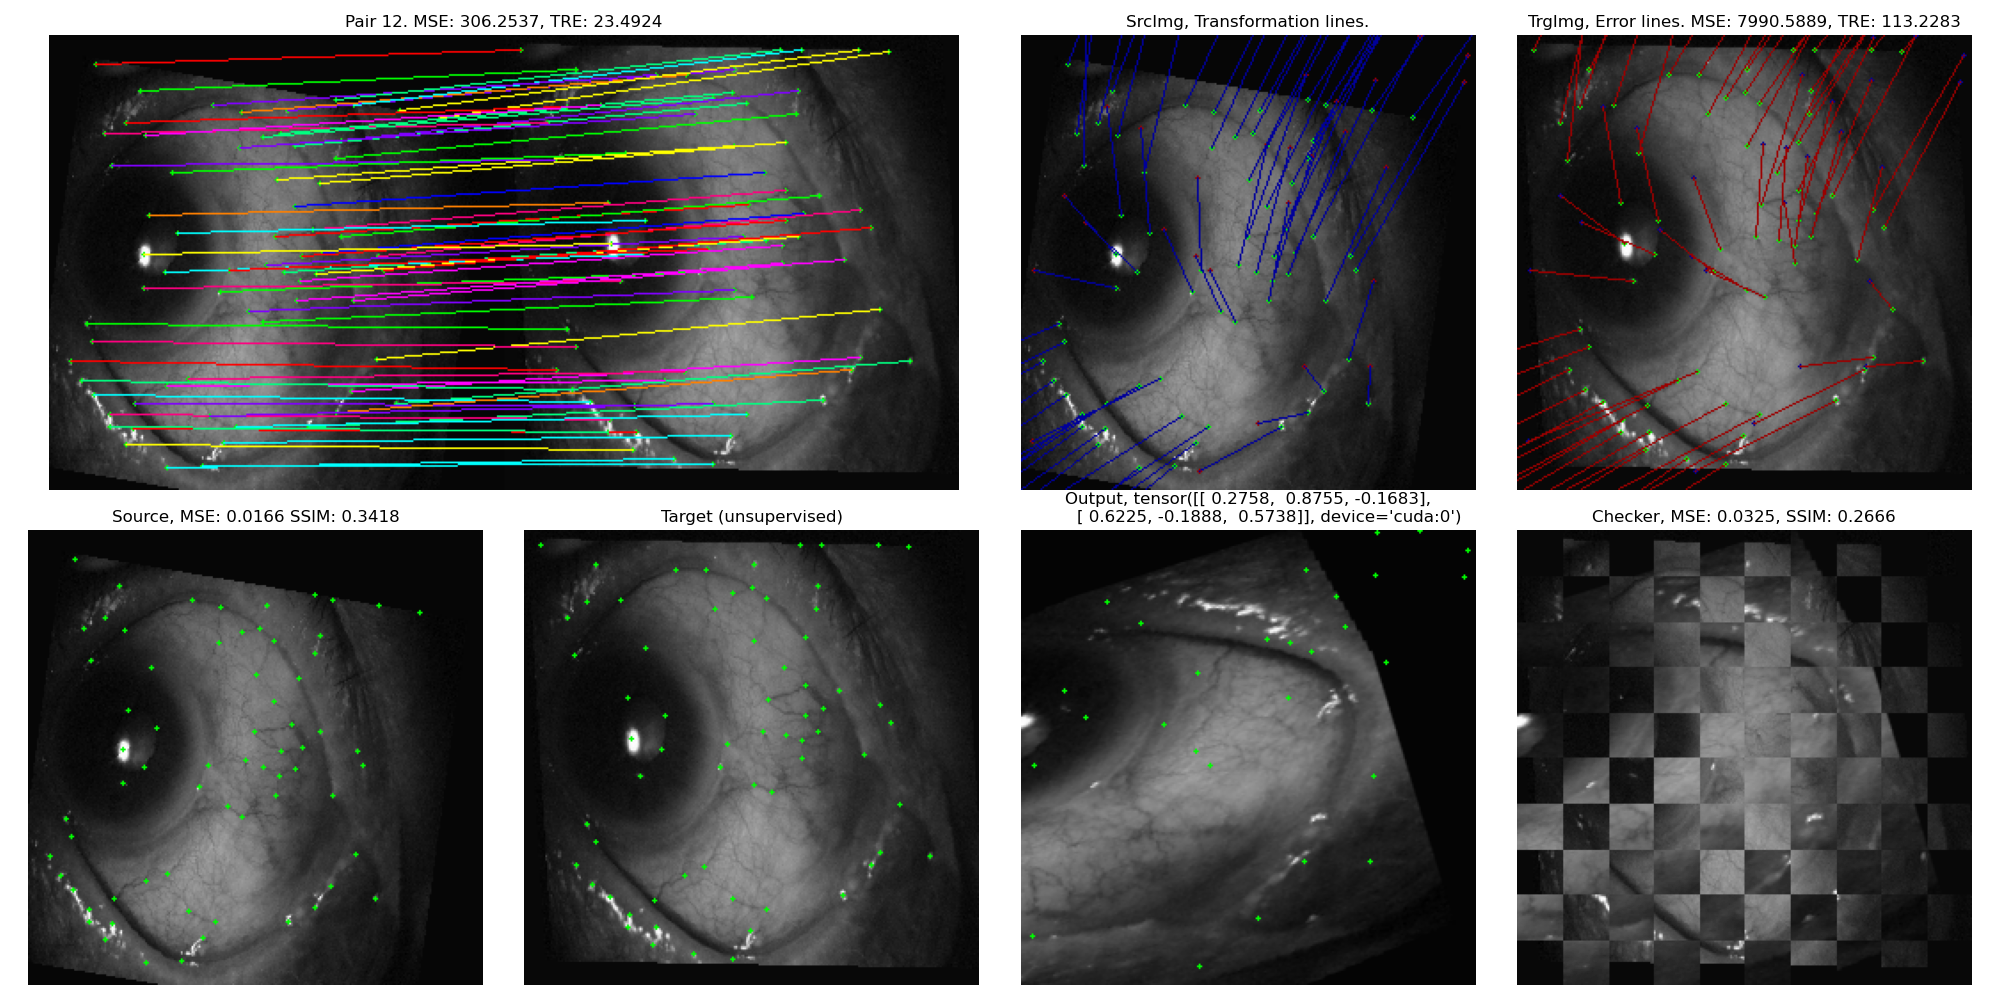 Pair 12. MSE: 306.2537, TRE: 23.4924
SrcImg, Transformation lines.
TrgImg, Error lines. MSE: 7990.5889, TRE: 113.2283
Source, MSE: 0.0166 SSIM: 0.3418
Target (unsupervised)
Output, tensor([[ 0.2758,  0.8755, -0.1683],
[ 0.6225, -0.1888,  0.5738]], device='cuda:0')
Checker, MSE: 0.0325, SSIM: 0.2666